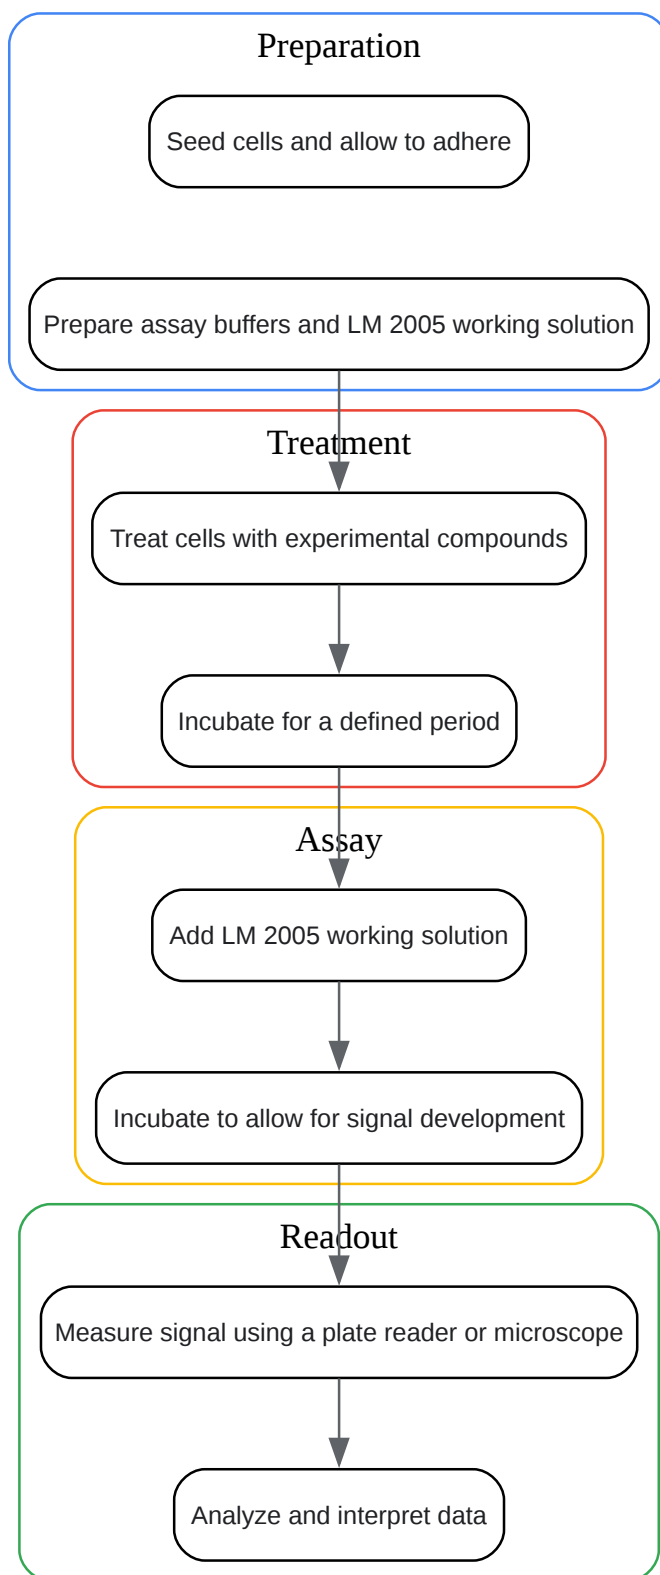 Preparation
Seed cells and allow to adhere
Prepare assay buffers and LM 2005 working solution
Treatment
Treat cells with experimental compounds
Incubate for a defined period
Assay
Add LM 2005 working solution
Incubate to allow for signal development
Readout
Measure signal using a plate reader or microscope
Analyze and interpret data